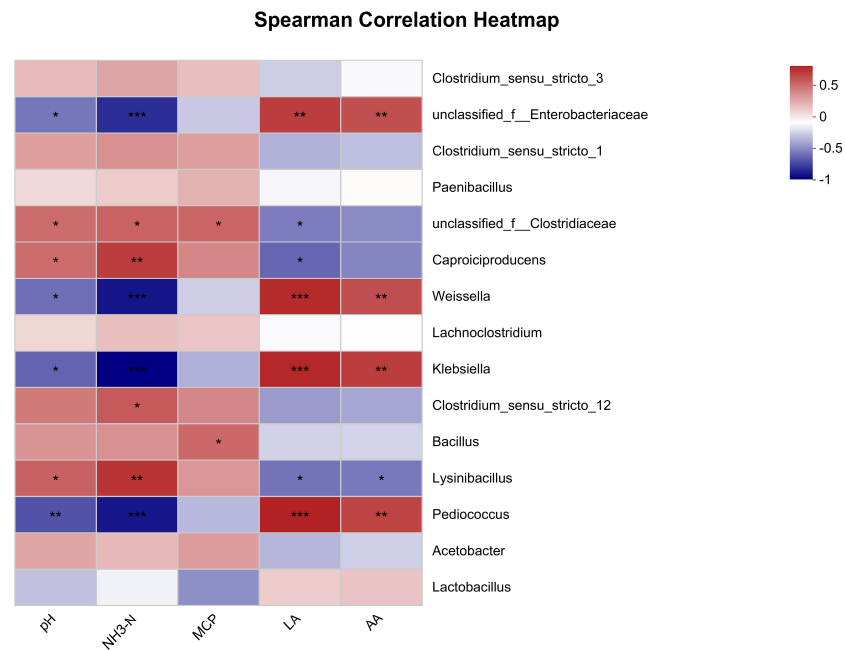 Spearman Correlation Heatmap
Clostridium_sensu_stricto_3
* *** ** ** unclassified_f__Enterobacteriaceae
Clostridium_sensu_stricto_1
Paenibacillus
* * * * unclassified_f__Clostridiaceae
* ** * Caproiciproducens
* *** *** ** Weissella
Lachnoclostridium
* *** *** ** Klebsiella
* Clostridium_sensu_stricto_12
* Bacillus
* ** * * Lysinibacillus
** *** *** ** Pediococcus
Acetobacter
Lactobacillus
pH NH3-N MCP LA AA
0.5
0
-0.5
-1